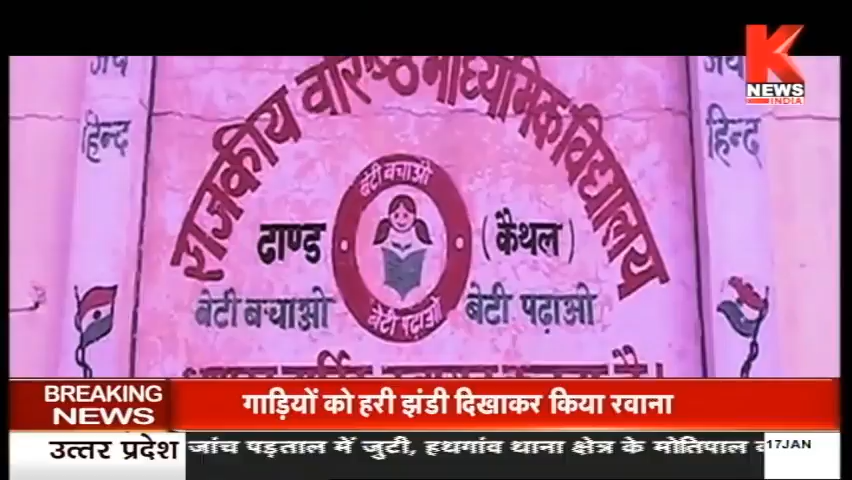 K
NEWS
INDIA
जय
हिन्द
राजकीय वरिष्ठ माध्यमिक विद्यालय
जय
हिन्द
बेटी बचाओ
ढाण्ड
(कैथल)
बेटी पढ़ाओ
बेटी बचाओ
बेटी पढ़ाओ
BREAKING
NEWS
गाड़ियों को हरी झंडी दिखाकर किया रवाना
उत्तर प्रदेश
जांच पड़ताल में जुटी, हथगांव थाना क्षेत्र के मोतिपाल
17JAN